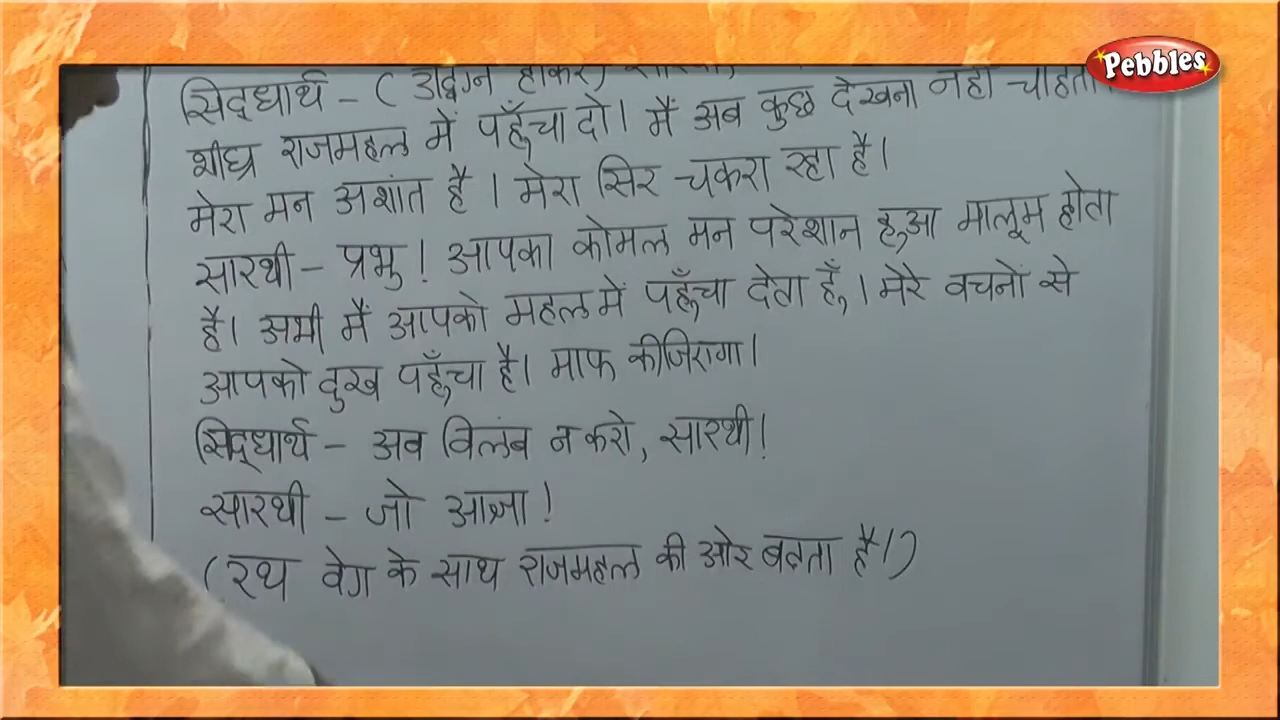 Pebbles
सिद्धार्थ - ( उद्विग्न होकर)
शीघ्र राजमहल में पहुँचा दो। मैं अब कुछ देखना नहीं चाहता
मेरा मन अशांत है । मेरा सिर चकरा रहा है।
सारथी - प्रभु ! आपका कोमल मन परेशान हुआ मालूम होता
है। अभी मैं आपको महल में पहुँचा देता हूँ । मेरे वचनों से
आपको दुख पहुँचा है। माफ कीजिएगा।
सिद्धार्थ - अब विलंब न करो, सारथी!
सारथी - जो आज्ञा !
(रथ वेग के साथ राजमहल की ओर बढ़ता है।)